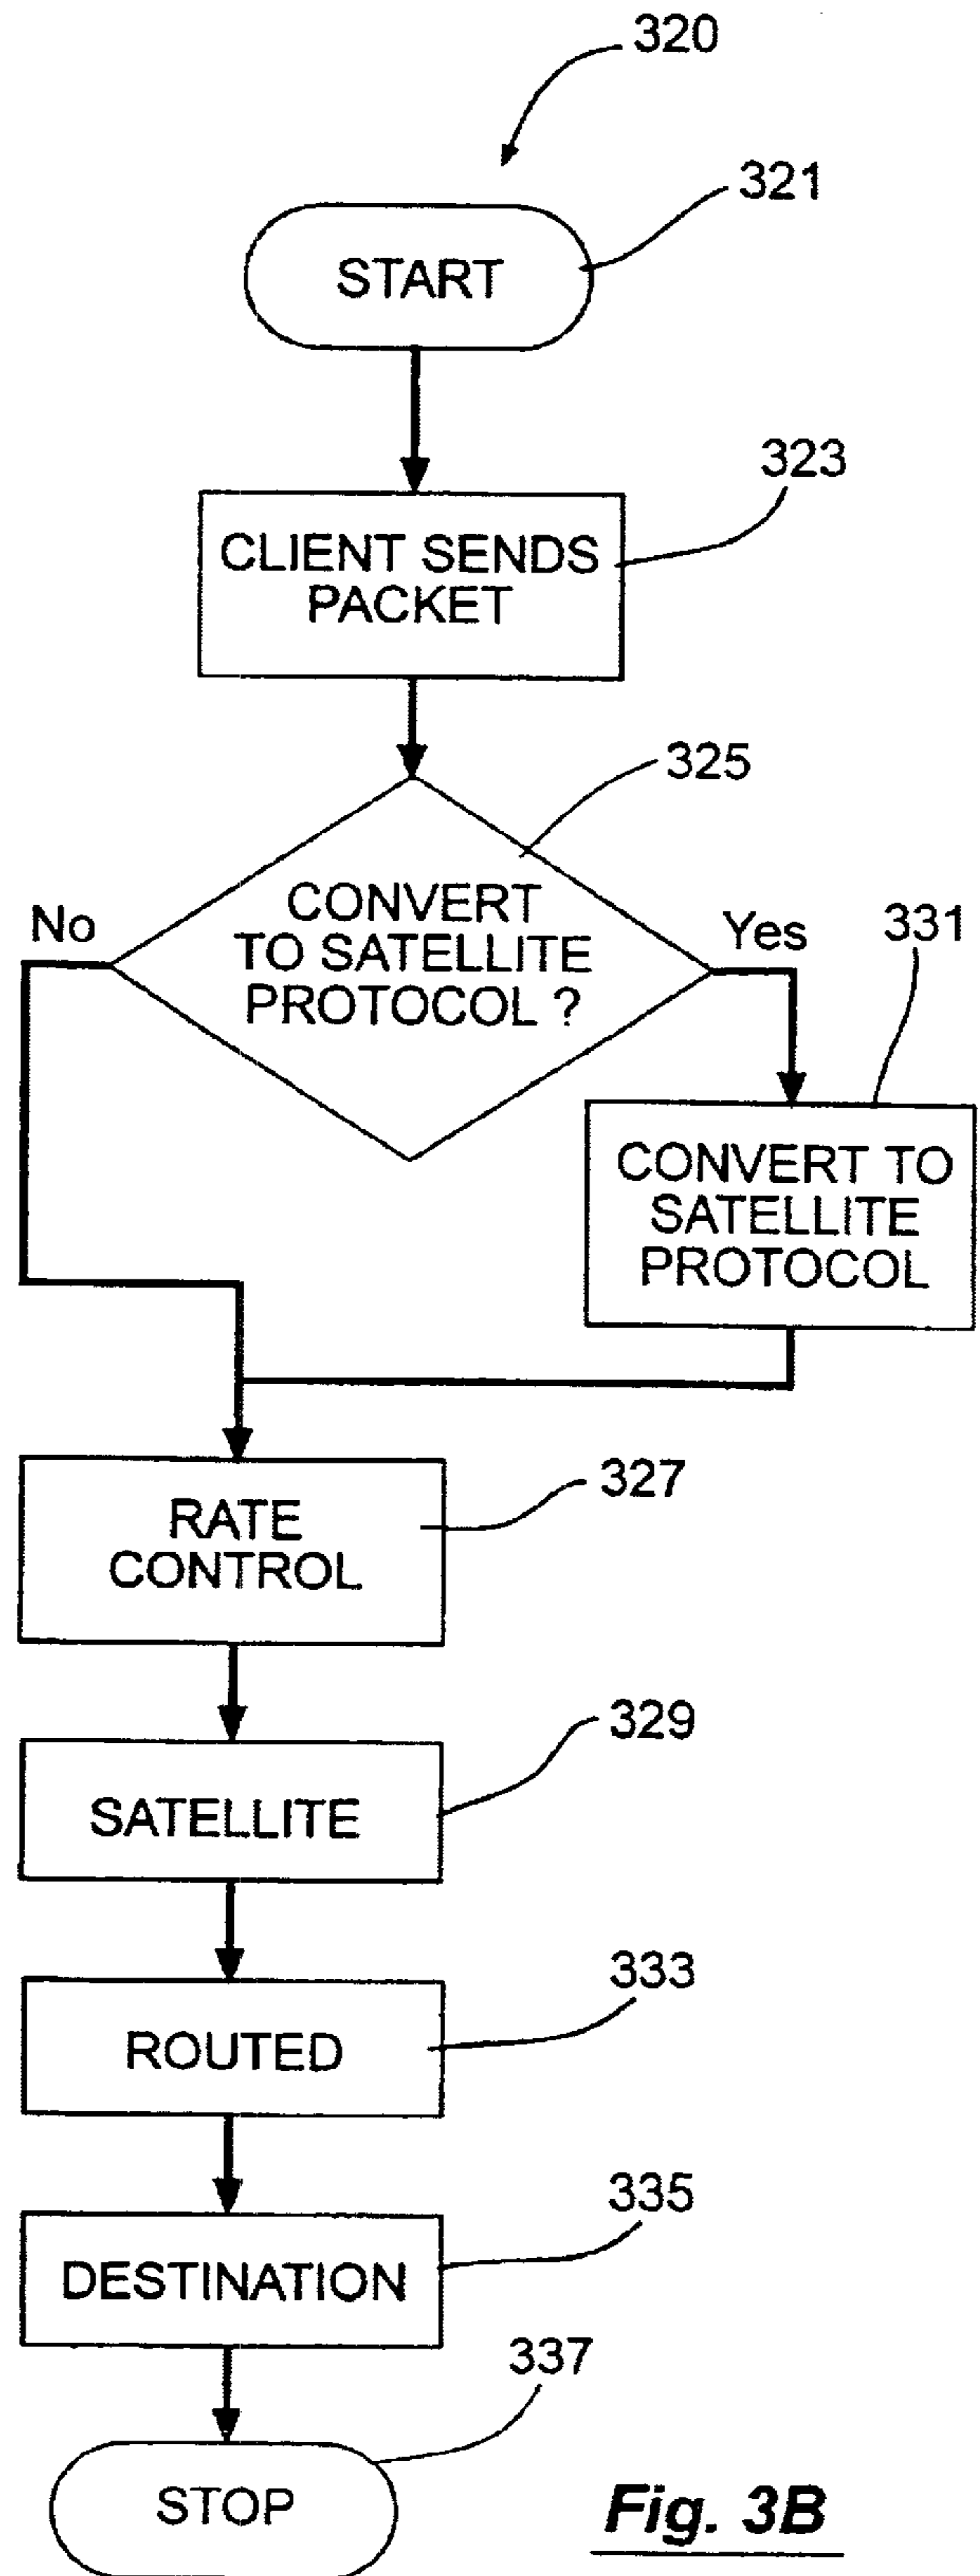 320
321
START
323
CLIENT SENDS
PACKET
325
No
CONVERT
TO SATELLITE
PROTOCOL ?
Yes
331
CONVERT TO
SATELLITE
PROTOCOL
327
RATE
CONTROL
329
SATELLITE
333
ROUTED
335
DESTINATION
337
STOP
Fig. 3B